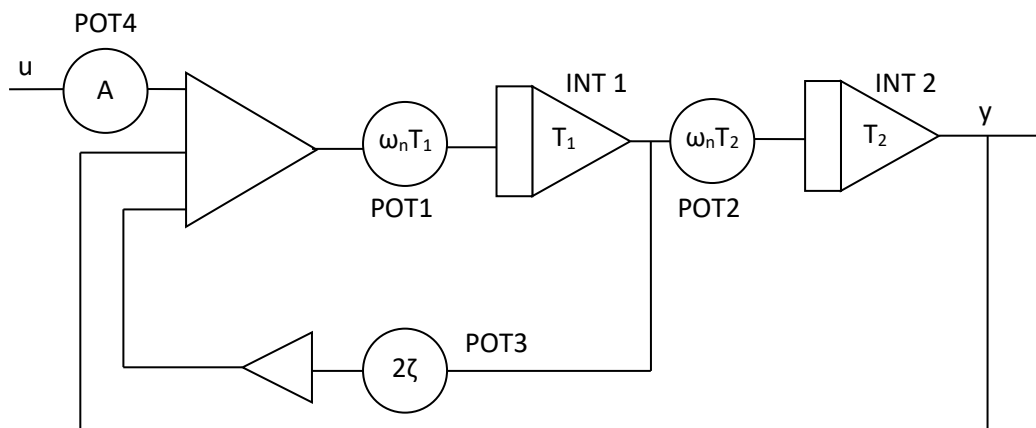 POT4
u
A
ωₙT₁
POT1
INT 1
T₁
ωₙT₂
POT2
INT 2
T₂
y
2ζ
POT3